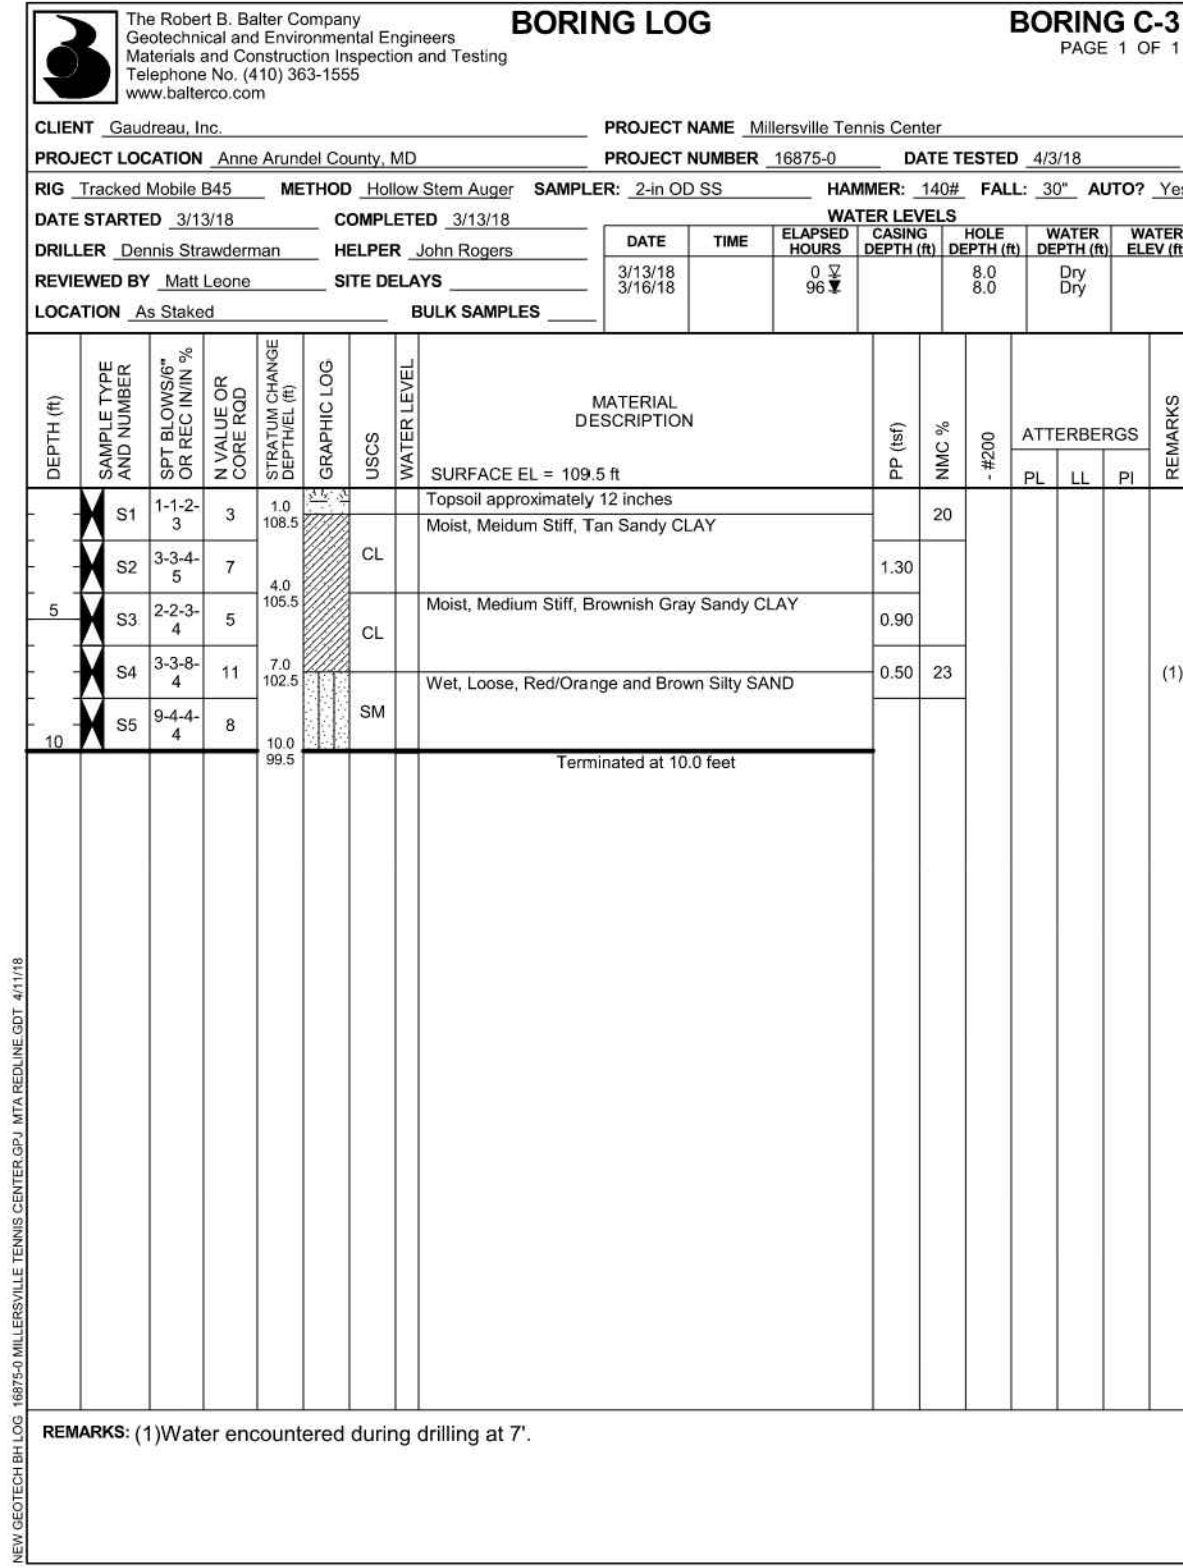 The Robert B. Balter Company
Geotechnical and Environmental Engineers
Materials and Construction Inspection and Testing
Telephone No. (410) 363-1555
www.balterco.com
BORING LOG
BORING C-3
PAGE 1 OF 1
CLIENT Gaudreau, Inc.
PROJECT NAME Millersville Tennis Center
PROJECT LOCATION Anne Arundel County, MD
PROJECT NUMBER 16875-0 DATE TESTED 4/3/18
RIG Tracked Mobile B45 METHOD Hollow Stem Auger SAMPLER: 2-in OD SS HAMMER: 140# FALL: 30" AUTO? Yes
DATE STARTED 3/13/18 COMPLETED 3/13/18
DRILLER Dennis Strawderman HELPER John Rogers
REVIEWED BY Matt Leone SITE DELAYS
LOCATION As Staked BULK SAMPLES
WATER LEVELS
DATE TIME ELAPSED HOURS CASING DEPTH (ft) HOLE DEPTH (ft) WATER DEPTH (ft) WATER ELEV (ft
3/13/18 0 8.0 Dry
3/16/18 96 8.0 Dry
DEPTH (ft)
SAMPLE TYPE AND NUMBER
SPT BLOWS/6" OR REC IN/IN %
N VALUE OR CORE RQD
STRATUM CHANGE DEPTH/EL (ft)
GRAPHIC LOG
USCS
WATER LEVEL
MATERIAL
DESCRIPTION
SURFACE EL = 109.5 ft
PP (tsf)
NMC %
- #200
ATTERBERGS
PL LL PI
REMARKS
Topsoil approximately 12 inches
S1 1-1-2-3 3 1.0 108.5 20
Moist, Meidum Stiff, Tan Sandy CLAY
CL
S2 3-3-4-5 7 1.30
4.0 105.5
Moist, Medium Stiff, Brownish Gray Sandy CLAY
5 S3 2-2-3-4 5 0.90
CL
S4 3-3-8-4 11 7.0 102.5 0.50 23 (1)
Wet, Loose, Red/Orange and Brown Silty SAND
SM
S5 9-4-4-4 8
10 10.0 99.5
Terminated at 10.0 feet
REMARKS: (1)Water encountered during drilling at 7'.
NEW GEOTECH BH LOG 16875-0 MILLERSVILLE TENNIS CENTER.GPJ MTA REDLINE.GDT 4/11/18